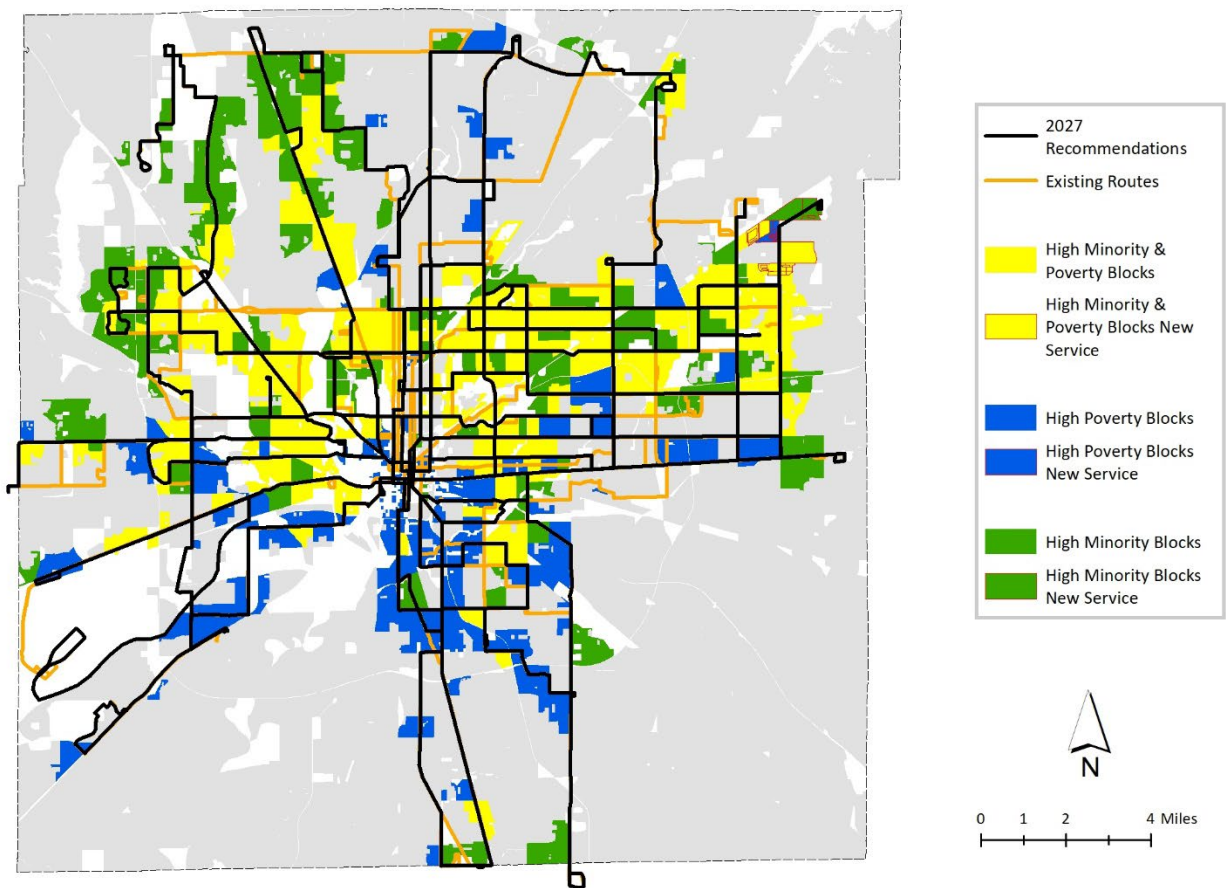 2027
Recommendations
Existing Routes
High Minority &
Poverty Blocks
High Minority &
Poverty Blocks New
Service
High Poverty Blocks
High Poverty Blocks
New Service
High Minority Blocks
High Minority Blocks
New Service
N
0 1 2 4 Miles